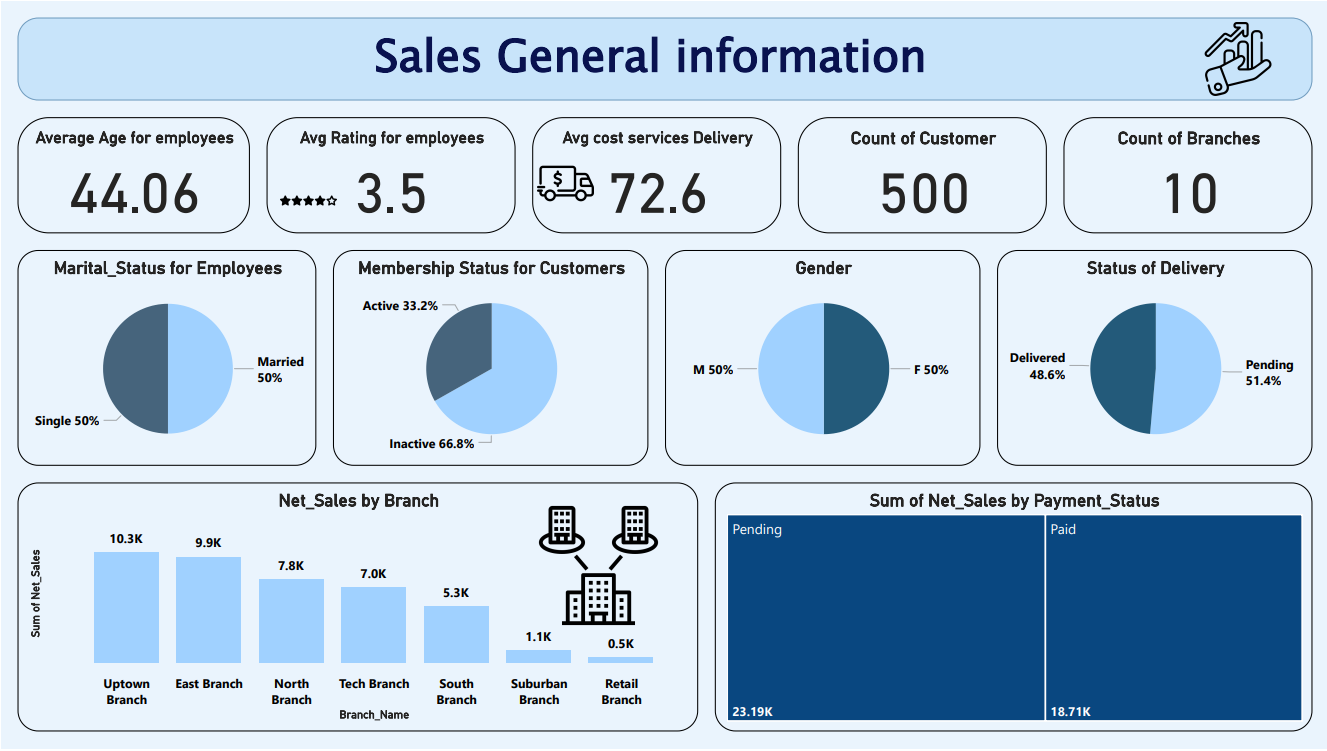 Sales General information
Average Age for employees
44.06
Avg Rating for employees
3.5
Avg cost services Delivery
$
72.6
Count of Customer
500
Count of Branches
10
Marital_Status for Employees
Married
50%
Single 50%
Membership Status for Customers
Active 33.2%
Inactive 66.8%
Gender
M 50%
F 50%
Status of Delivery
Delivered
48.6%
Pending
51.4%
Net_Sales by Branch
Sum of Net_Sales
10.3K
9.9K
7.8K
7.0K
5.3K
1.1K
0.5K
Uptown
Branch
East Branch
North
Branch
Tech Branch
South
Branch
Suburban
Branch
Retail
Branch
Branch_Name
Sum of Net_Sales by Payment_Status
Pending
23.19K
Paid
18.71K